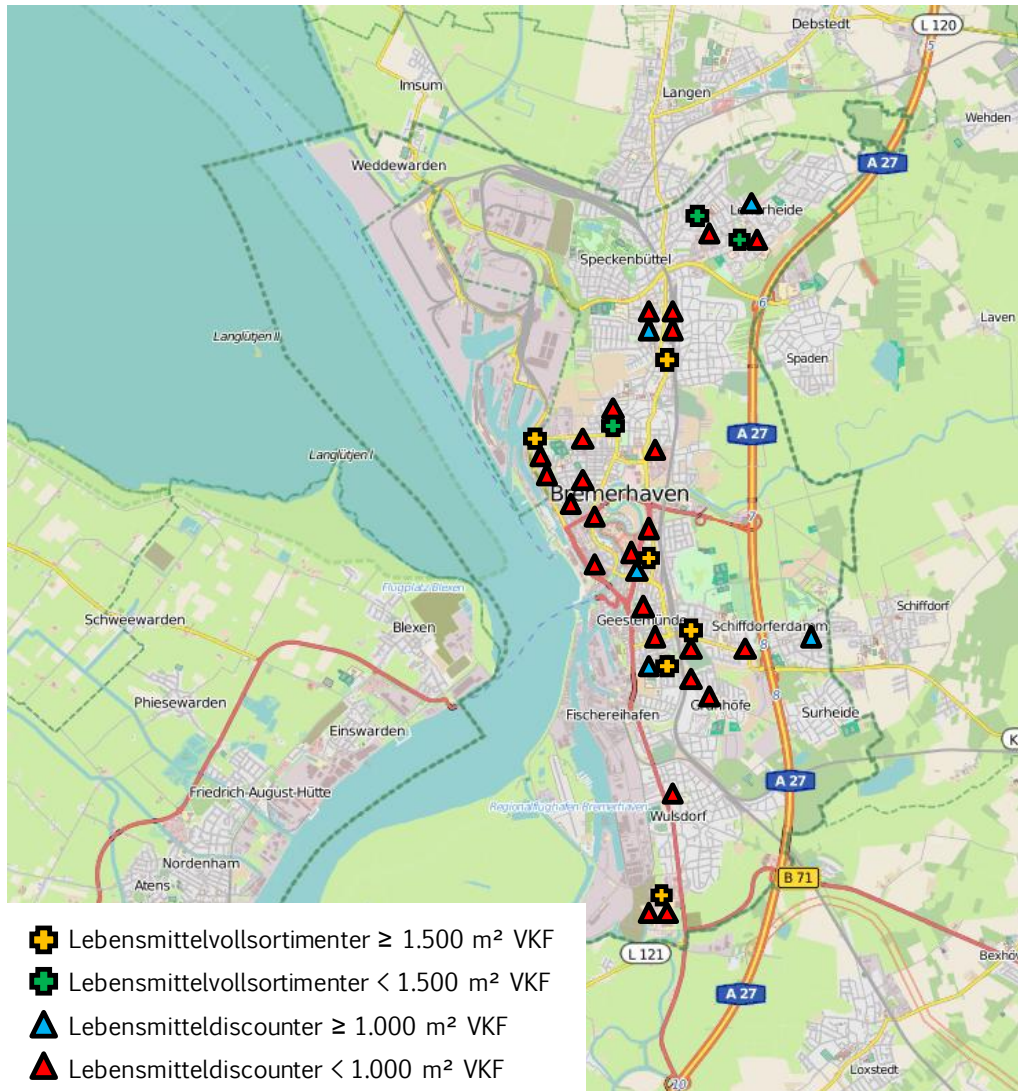 Debstedt
L 120
5
Imsum
Langen
Wehden
Weddewarden
A 27
Speckenbüttel
6
Langlütjen II
Laven
Spaden
A 27
Langlütjen I
Bremerhaven
7
Flugplatz Blexen
Schweewarden
Blexen
Schiffdorf
Geestemünde
Schiffdorferdamm
8
Phiesewarden
8
Einswarden
Fischereihafen
Grünhöfe
Surheide
K
A 27
Friedrich-August-Hütte
Regionalflughafen Bremerhaven
Wulsdorf
Nordenham
Atens
B 71
L 121
Bexhöv
A 27
Loxstedt
10
Lebensmittelvollsortimenter ≥ 1.500 m² VKF
Lebensmittelvollsortimenter < 1.500 m² VKF
Lebensmitteldiscounter ≥ 1.000 m² VKF
Lebensmitteldiscounter < 1.000 m² VKF